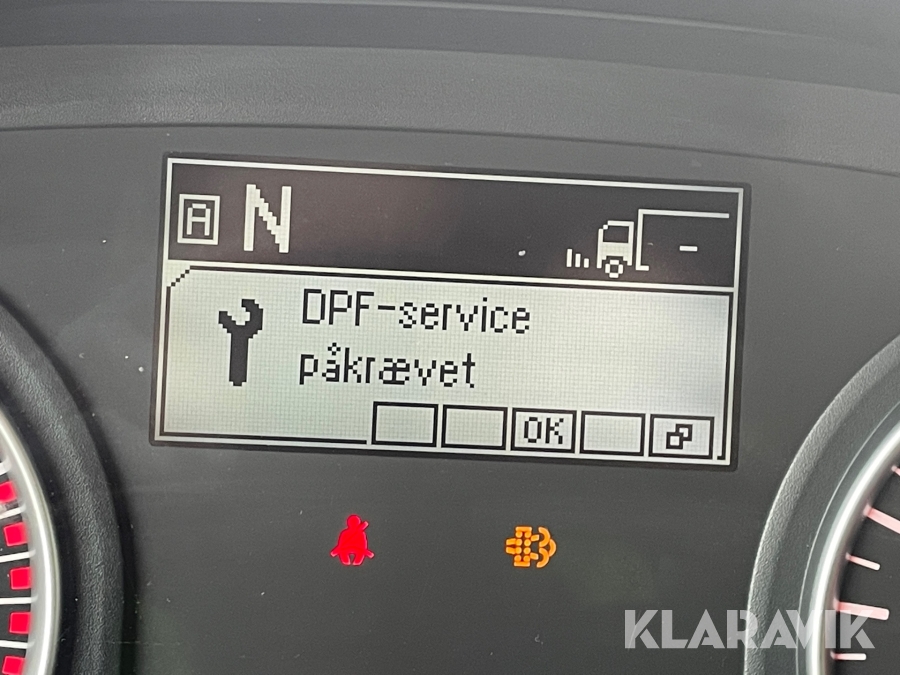 A N
-
DPF-service
påkrævet
OK
KLARAVIK